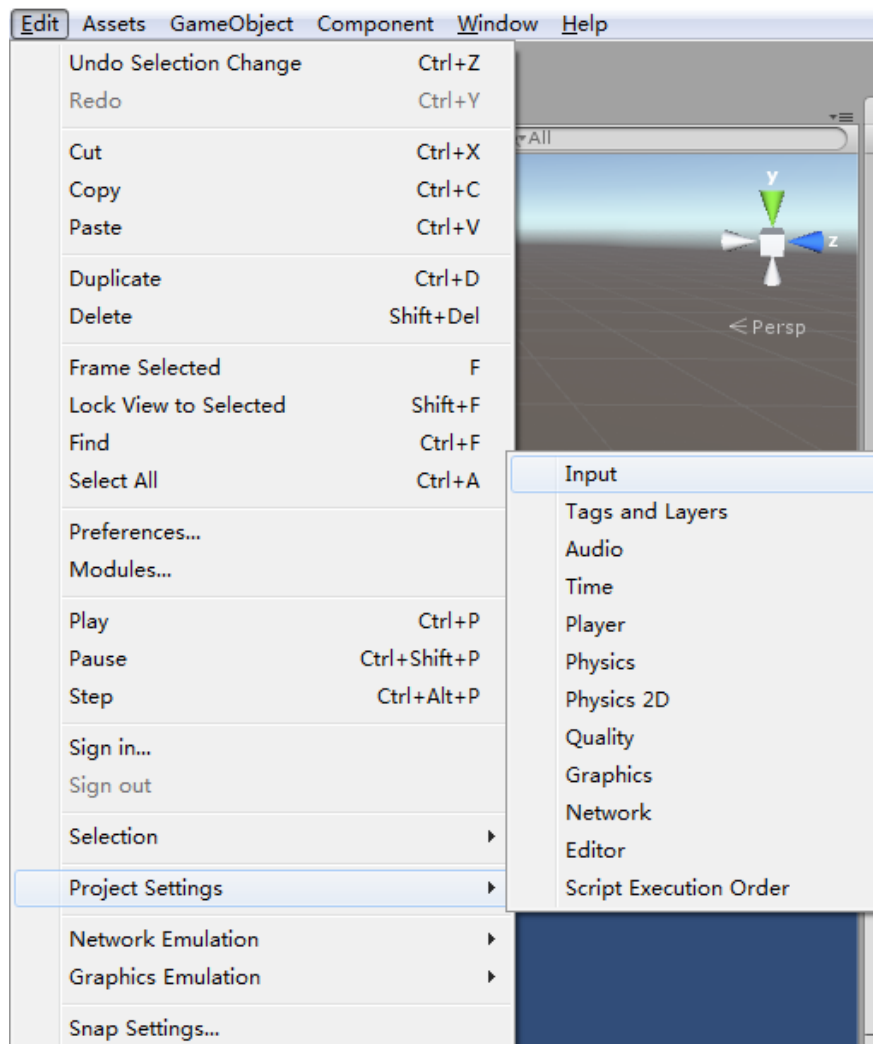 Edit Assets GameObject Component Window Help
Undo Selection Change Ctrl+Z
Redo Ctrl+Y
Cut Ctrl+X
Copy Ctrl+C
Paste Ctrl+V
Duplicate Ctrl+D
Delete Shift+Del
Frame Selected F
Lock View to Selected Shift+F
Find Ctrl+F
Select All Ctrl+A
Preferences...
Modules...
Play Ctrl+P
Pause Ctrl+Shift+P
Step Ctrl+Alt+P
Sign in...
Sign out
Selection
Project Settings
Network Emulation
Graphics Emulation
Snap Settings...
All
y
z
Persp
Input
Tags and Layers
Audio
Time
Player
Physics
Physics 2D
Quality
Graphics
Network
Editor
Script Execution Order